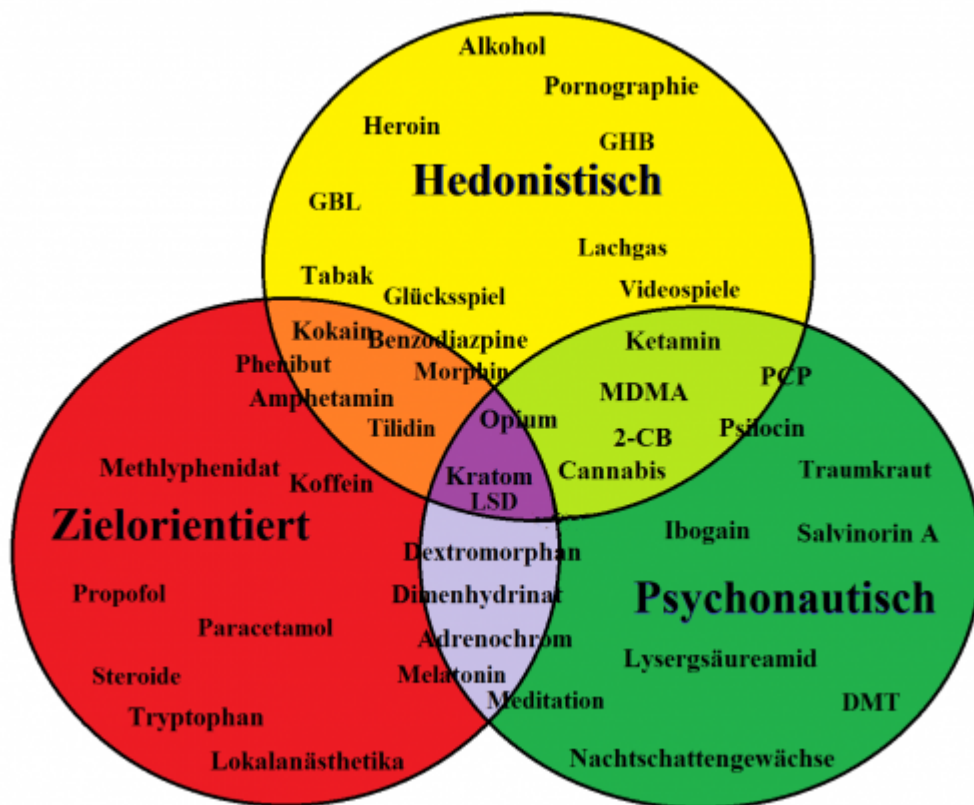 Alkohol
Pornographie
Heroin
GHB
Hedonistisch
GBL
Lachgas
Tabak
Glücksspiel
Videospiele
Kokain
Benzodiazpine
Ketamin
Phenibut
Morphin
PCP
Amphetamin
MDMA
Opium
Tilidin
2-CB
Psilocin
Methlyphenidat
Koffein
Kratom
Cannabis
Traumkraut
LSD
Zielorientiert
Ibogain
Salvinorin A
Dextromorphan
Propofol
Dimenhydrinat
Psychonautisch
Paracetamol
Adrenochrom
Steroide
Melatonin
Lysergsäureamid
Tryptophan
Meditation
DMT
Lokalanästhetika
Nachtschattengewächse